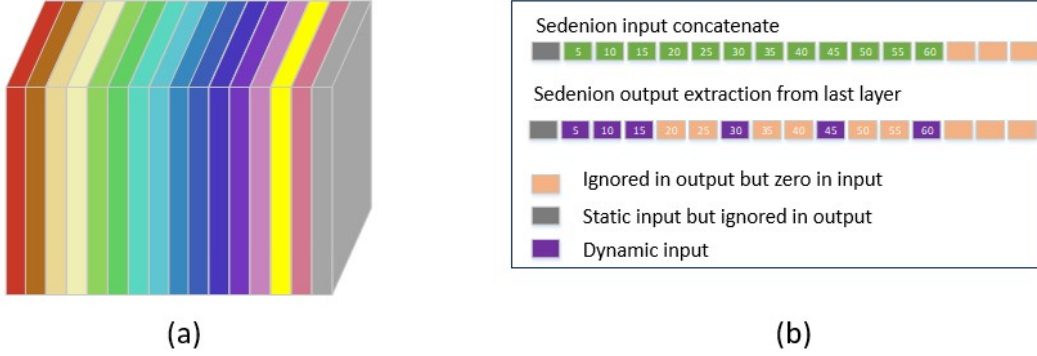 Sedenion input concatenate
5 10 15 20 25 30 35 40 45 50 55 60
Sedenion output extraction from last layer
5 10 15 20 25 30 35 40 45 50 55 60
Ignored in output but zero in input
Static input but ignored in output
Dynamic input
(a) (b)